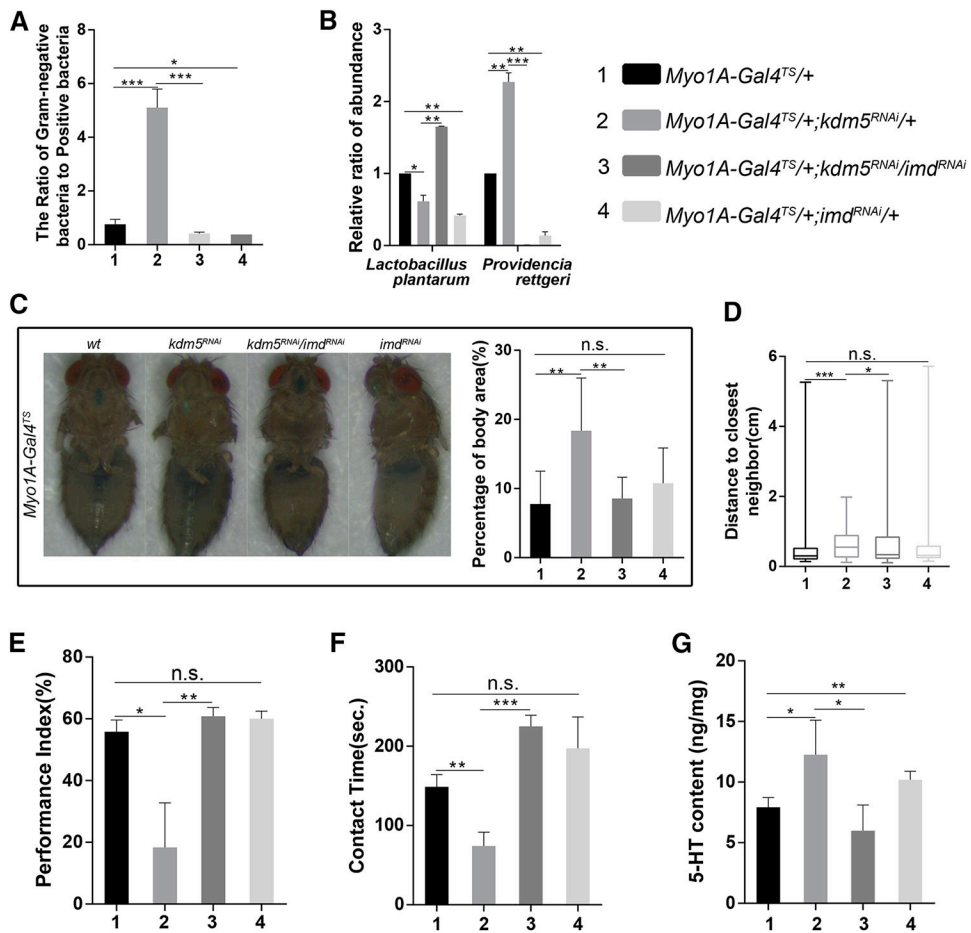 A
The Ratio of Gram-negative
bacteria to Positive bacteria
8
6
4
2
0
*
*** ***
1 2 3 4
B
Relative ratio of abundance
3
2
1
0
**
** ***
**
**
*
Lactobacillus
plantarum
Providencia
rettgeri
1 Myo1A-Gal4TS/+
2 Myo1A-Gal4TS/+;kdm5RNAi/+
3 Myo1A-Gal4TS/+;kdm5RNAi/imdRNAi
4 Myo1A-Gal4TS/+;imdRNAi/+
C
wt kdm5RNAi kdm5RNAi/imdRNAi imdRNAi
Myo1A-Gal4TS
Percentage of body area(%)
30
20
10
0
n.s.
** **
1 2 3 4
D
Distance to closest
neighbor(cm)
6
4
2
0
n.s.
*** *
1 2 3 4
E
Performance Index(%)
80
60
40
20
0
n.s.
* **
1 2 3 4
F
Contact Time(sec.)
300
200
100
0
n.s.
***
**
1 2 3 4
G
5-HT content (ng/mg)
20
15
10
5
0
**
* *
1 2 3 4